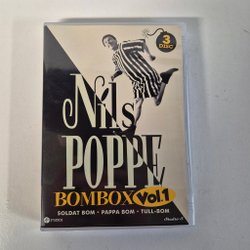 3
DISC
Nils
POPPE
BOMBOX Vol.1
SOLDAT BOM • PAPPA BOM • TULL-BOM